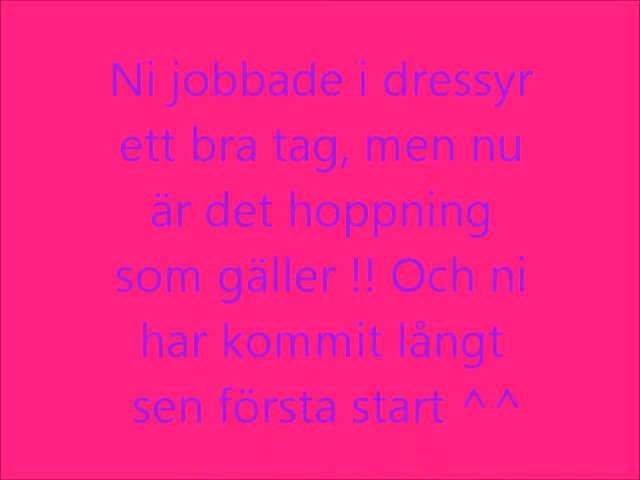 Ni jobbade i dressyr
ett bra tag, men nu
är det hoppning
som gäller !! Och ni
har kommit långt
sen första start ^^